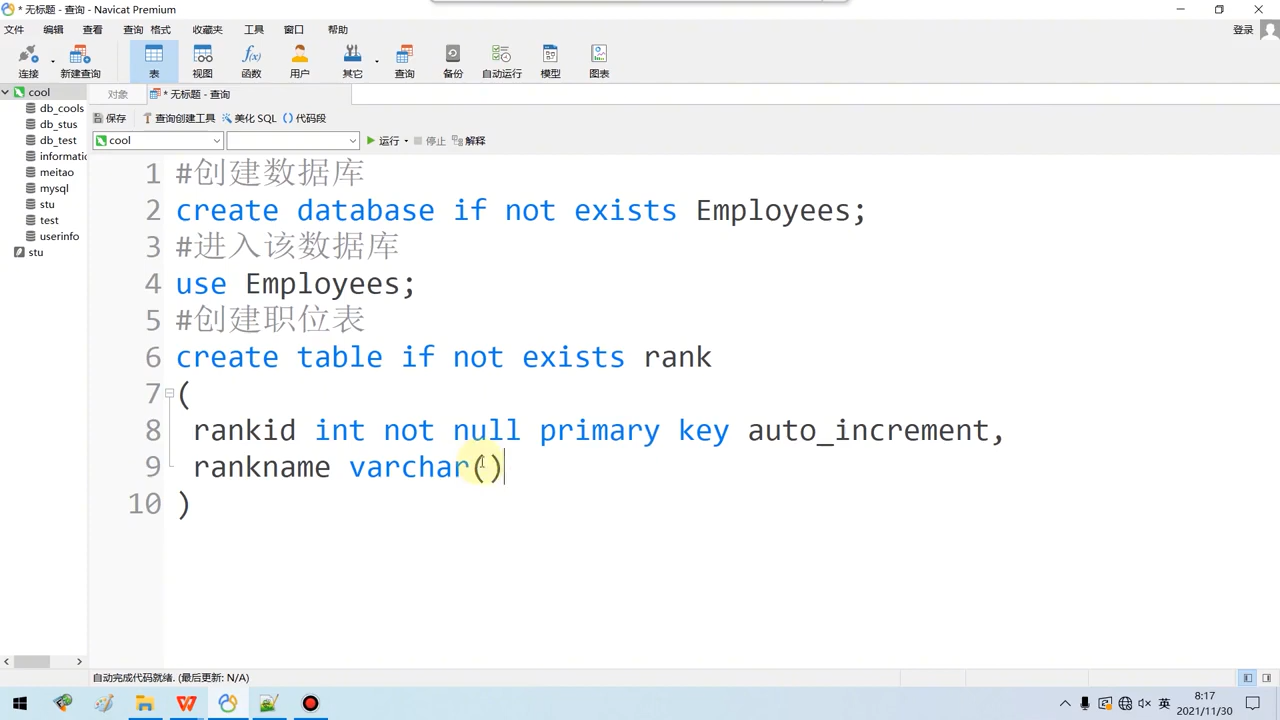 * 无标题 - 查询 - Navicat Premium
文件 编辑 查看 查询 格式 收藏夹 工具 窗口 帮助
登录
连接 新建查询 表 视图 函数 用户 其它 查询 备份 自动运行 模型 图表
cool
db_cools
db_stus
db_test
informatio
meitao
mysql
stu
test
userinfo
stu
对象 * 无标题 - 查询
保存 查询创建工具 美化 SQL () 代码段
cool 运行 停止 解释
1 #创建数据库
2 create database if not exists Employees;
3 #进入该数据库
4 use Employees;
5 #创建职位表
6 create table if not exists rank
7 (
8 rankid int not null primary key auto_increment,
9 rankname varchar()
10 )
自动完成代码就绪. (最后更新: N/A)
英
8:17
2021/11/30